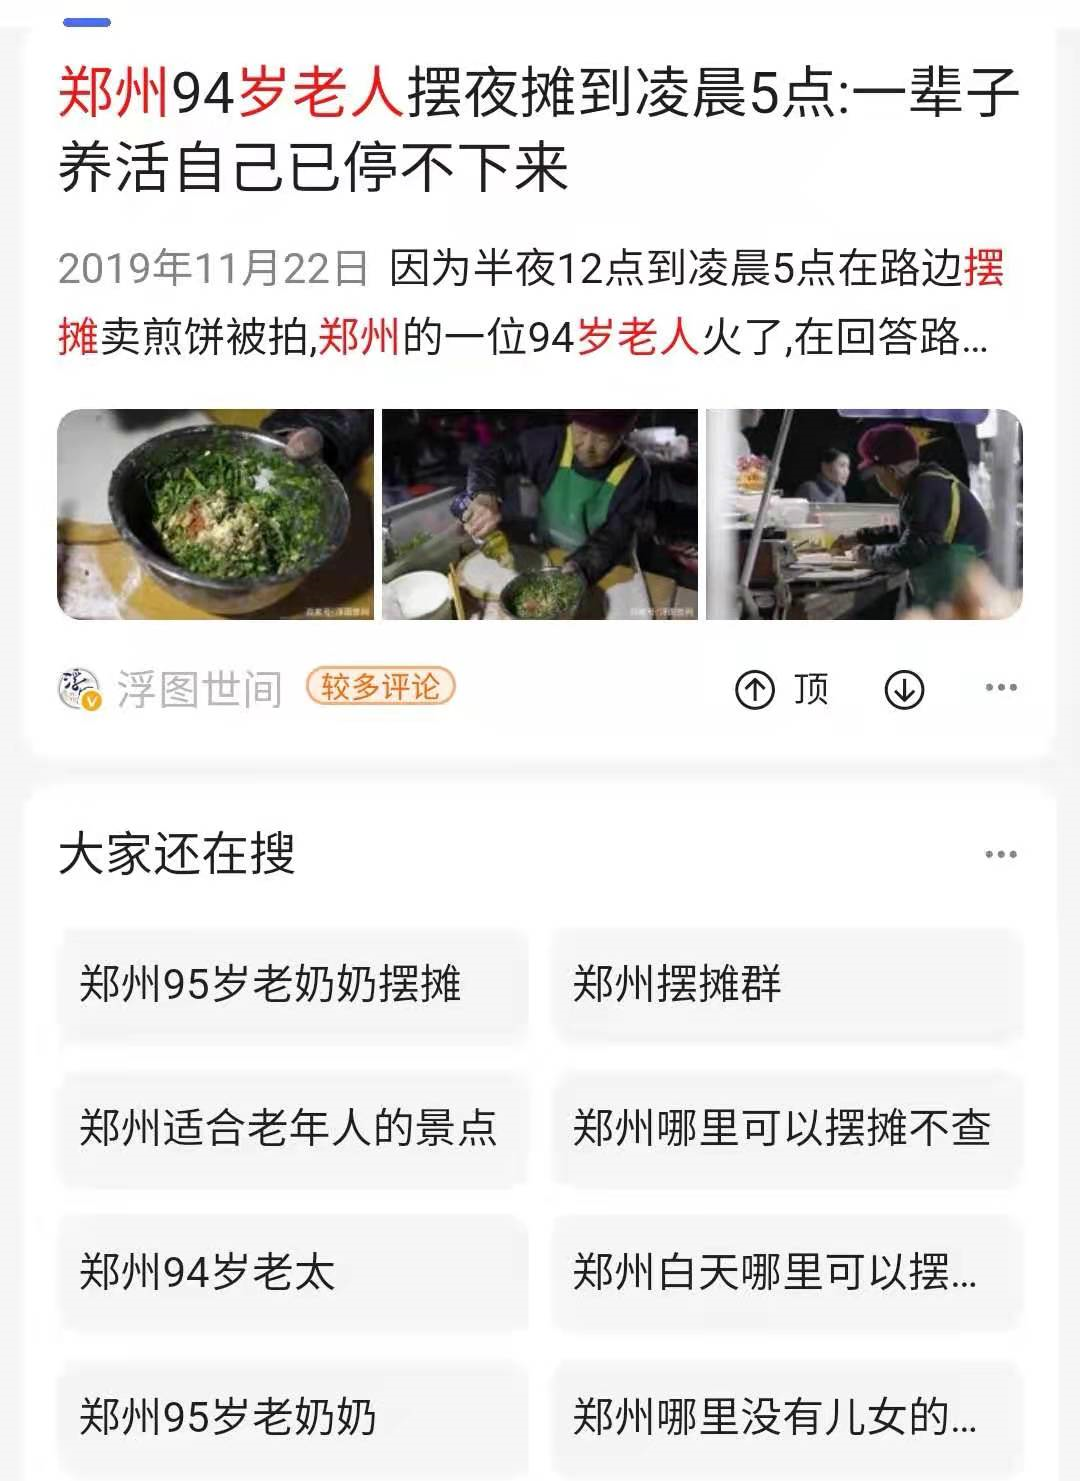 郑州94岁老人摆夜摊到凌晨5点:一辈子
养活自己已停不下来
2019年11月22日 因为半夜12点到凌晨5点在路边摆
摊卖煎饼被拍,郑州的一位94岁老人火了,在回答路...
浮图世间 较多评论 顶
大家还在搜
郑州95岁老奶奶摆摊
郑州摆摊群
郑州适合老年人的景点
郑州哪里可以摆摊不查
郑州94岁老太
郑州白天哪里可以摆...
郑州95岁老奶奶
郑州哪里没有儿女的...